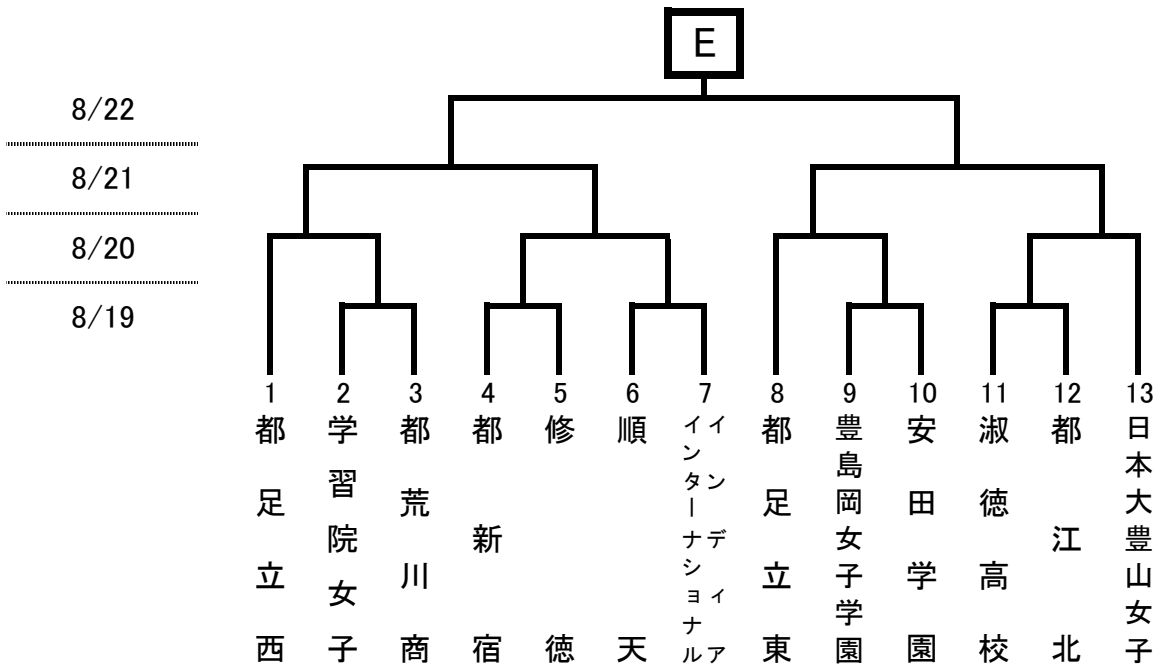 E
8/22
8/21
8/20
8/19
1 2 3 4 5 6 7 8 9 10 11 12 13
都足立西
学習院女子
都荒川商
都新宿
修徳
順天
インディア
インターナショナル
都足立東
豊島岡女子学園
安田学園
淑徳高校
都江北
日本大豊山女子